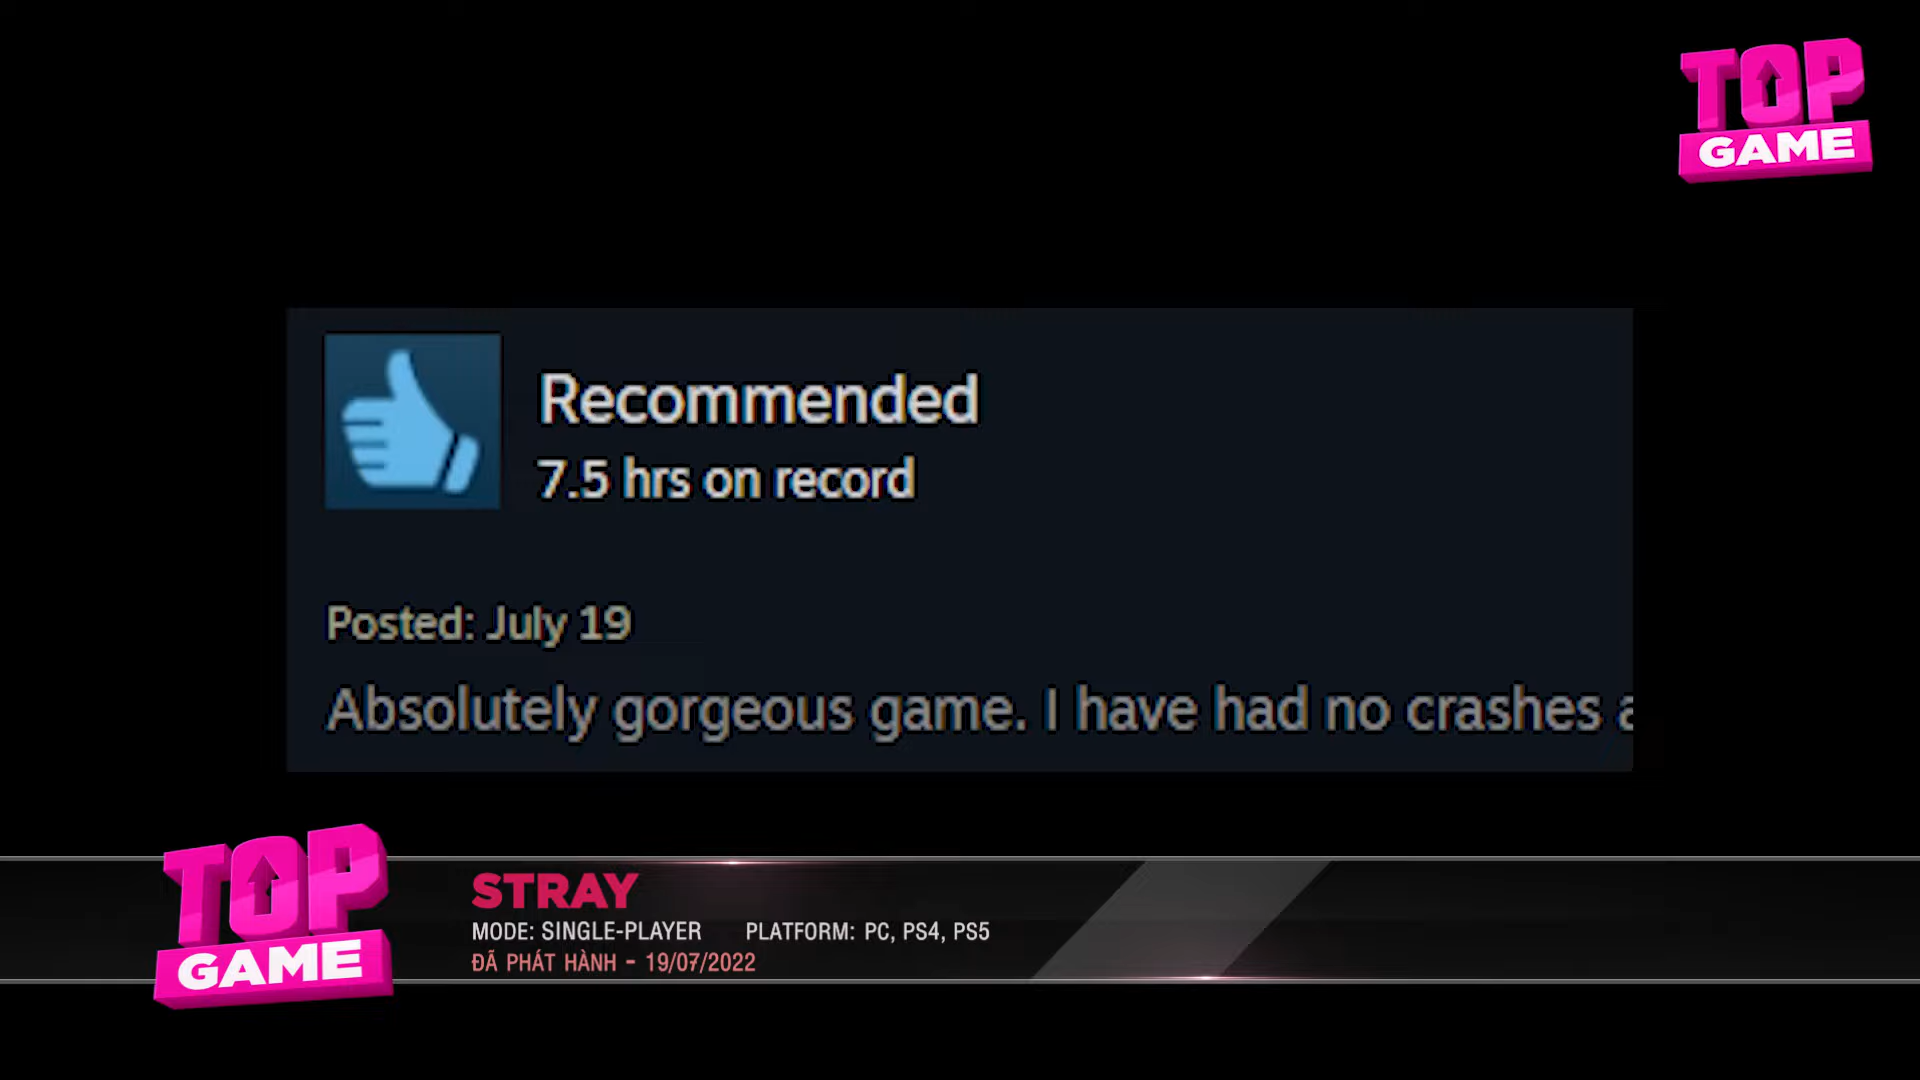 TOP
GAME
Recommended
7.5 hrs on record
Posted: July 19
Absolutely gorgeous game. I have had no crashes
TOP
GAME
STRAY
MODE: SINGLE-PLAYER PLATFORM: PC, PS4, PS5
ĐÃ PHÁT HÀNH - 19/07/2022